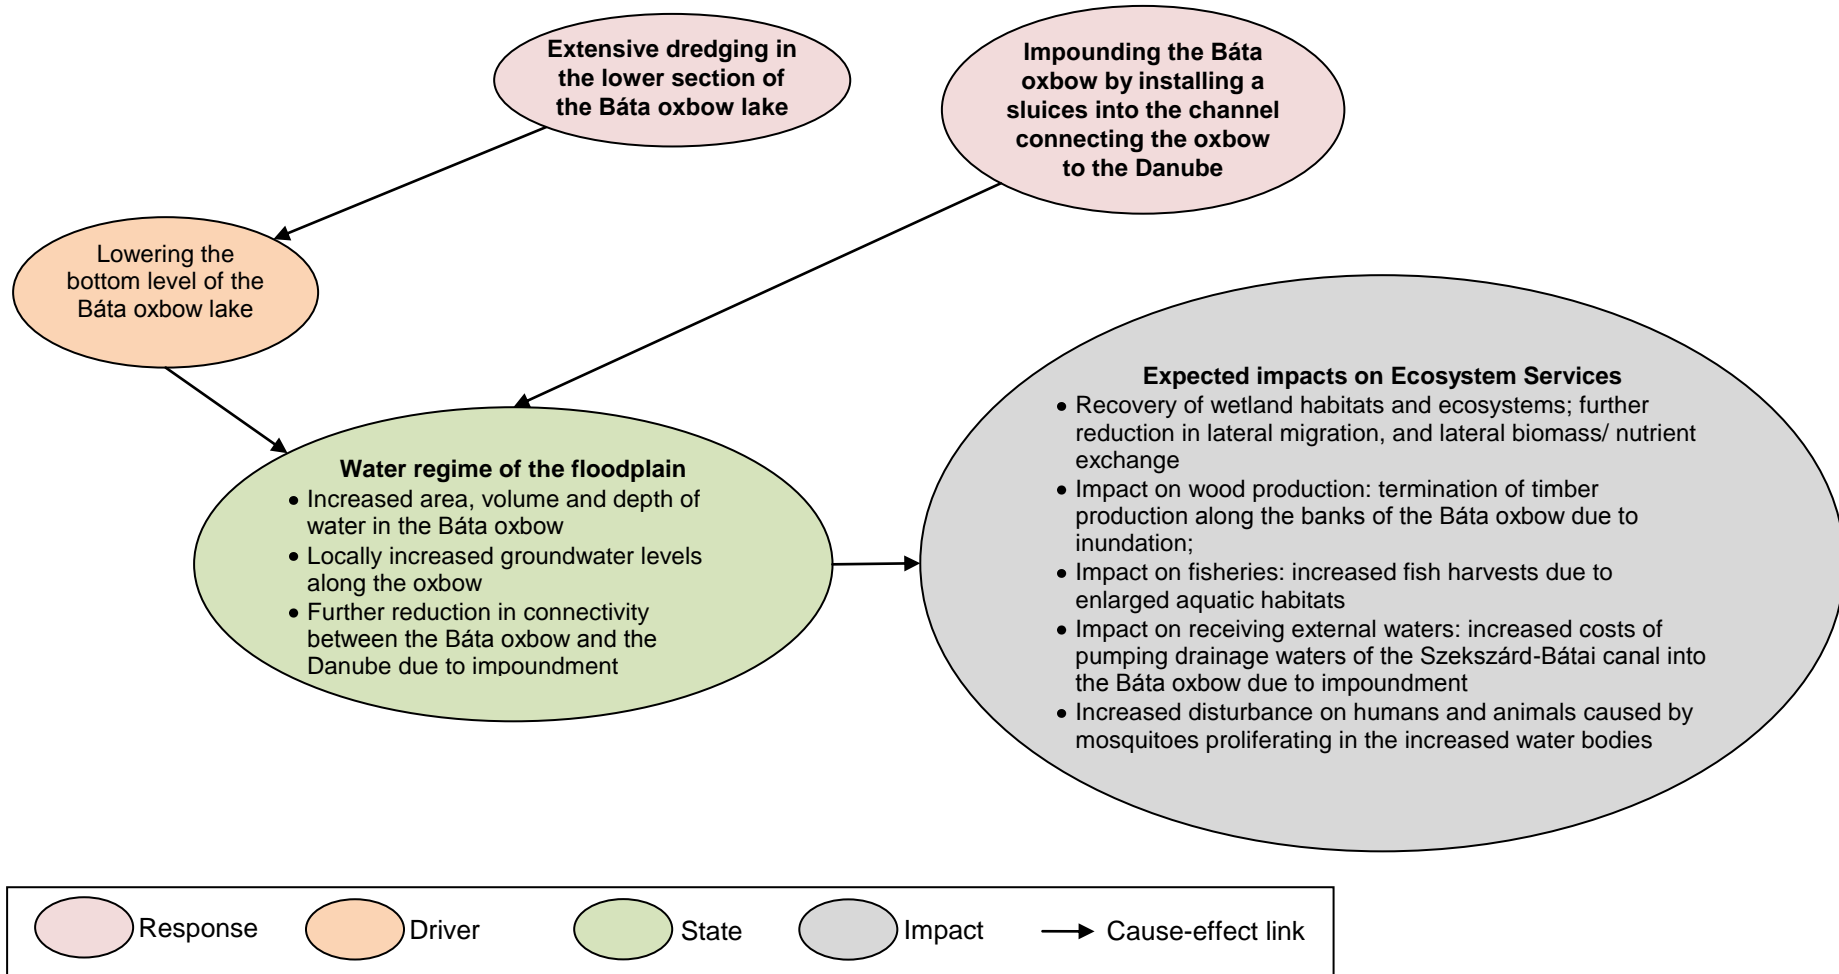 Extensive dredging in
the lower section of
the Báta oxbow lake
Impounding the Báta
oxbow by installing a
sluices into the channel
connecting the oxbow
to the Danube
Lowering the
bottom level of the
Báta oxbow lake
Water regime of the floodplain
• Increased area, volume and depth of
water in the Báta oxbow
• Locally increased groundwater levels
along the oxbow
• Further reduction in connectivity
between the Báta oxbow and the
Danube due to impoundment
Expected impacts on Ecosystem Services
• Recovery of wetland habitats and ecosystems; further
reduction in lateral migration, and lateral biomass/ nutrient
exchange
• Impact on wood production: termination of timber
production along the banks of the Báta oxbow due to
inundation;
• Impact on fisheries: increased fish harvests due to
enlarged aquatic habitats
• Impact on receiving external waters: increased costs of
pumping drainage waters of the Szekszárd-Bátai canal into
the Báta oxbow due to impoundment
• Increased disturbance on humans and animals caused by
mosquitoes proliferating in the increased water bodies
Response
Driver
State
Impact
Cause-effect link